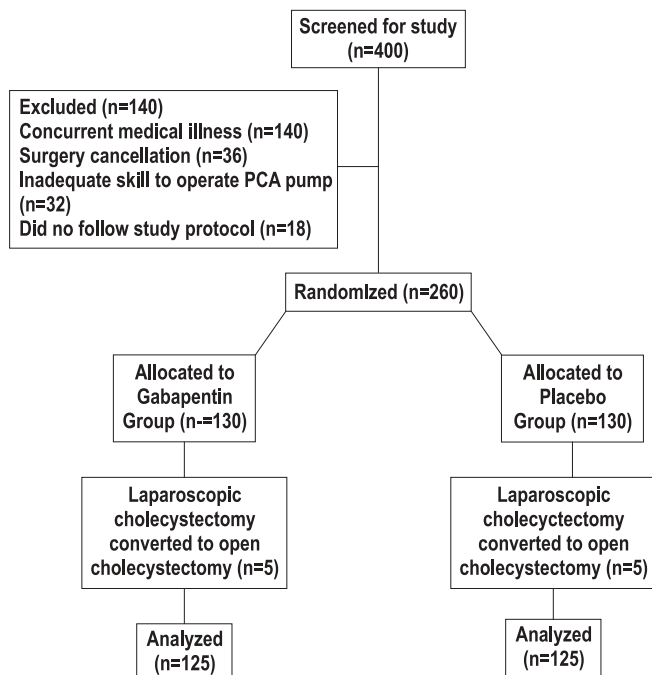 Screened for study
(n=400)
Excluded (n=140)
Concurrent medical illness (n=140)
Surgery cancellation (n=36)
Inadequate skill to operate PCA pump
(n=32)
Did no follow study protocol (n=18)
Randomized (n=260)
Allocated to
Gabapentin
Group (n-=130)
Allocated to
Placebo
Group (n=130)
Laparoscopic
cholecystectomy
converted to open
cholecystectomy (n=5)
Laparoscopic
cholecyctectomy
converted to open
cholecystectomy (n=5)
Analyzed
(n=125)
Analyzed
(n=125)